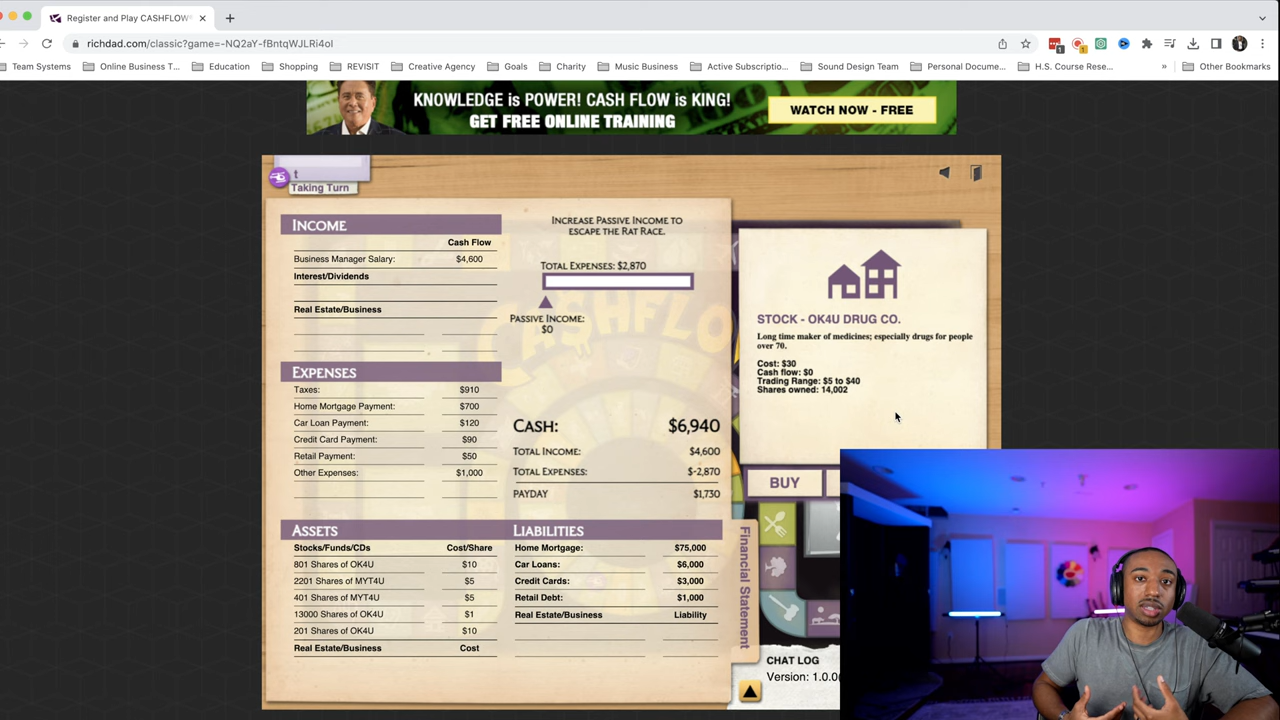 Register and Play CASHFLOW®
richdad.com/classic?game=-NQ2aY-fBntqWJLRi4oI
Team Systems
Online Business T...
Education
Shopping
REVISIT
Creative Agency
Goals
Charity
Music Business
Active Subscriptio...
Sound Design Team
Personal Docume...
H.S. Course Rese...
»
Other Bookmarks
KNOWLEDGE is POWER! CASH FLOW is KING!
GET FREE ONLINE TRAINING
WATCH NOW - FREE
t
Taking Turn
INCOME
Cash Flow
Business Manager Salary: $4,600
Interest/Dividends
Real Estate/Business
EXPENSES
Taxes: $910
Home Mortgage Payment: $700
Car Loan Payment: $120
Credit Card Payment: $90
Retail Payment: $50
Other Expenses: $1,000
INCREASE PASSIVE INCOME TO
ESCAPE THE RAT RACE.
TOTAL EXPENSES: $2,870
PASSIVE INCOME:
$0
CASH: $6,940
TOTAL INCOME: $4,600
TOTAL EXPENSES: $-2,870
PAYDAY $1,730
ASSETS
Stocks/Funds/CDs Cost/Share
801 Shares of OK4U $10
2201 Shares of MYT4U $5
401 Shares of MYT4U $5
13000 Shares of OK4U $1
201 Shares of OK4U $10
Real Estate/Business Cost
LIABILITIES
Home Mortgage: $75,000
Car Loans: $6,000
Credit Cards: $3,000
Retail Debt: $1,000
Real Estate/Business Liability
Financial Statement
STOCK - OK4U DRUG CO.
Long time maker of medicines; especially drugs for people
over 70.
Cost: $30
Cash flow: $0
Trading Range: $5 to $40
Shares owned: 14,002
BUY
CHAT LOG
Version: 1.0.0